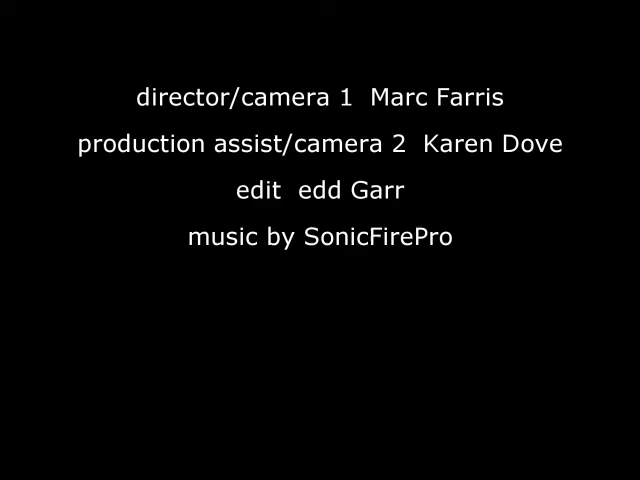 director/camera 1  Marc Farris
production assist/camera 2  Karen Dove
edit  edd Garr
music by SonicFirePro